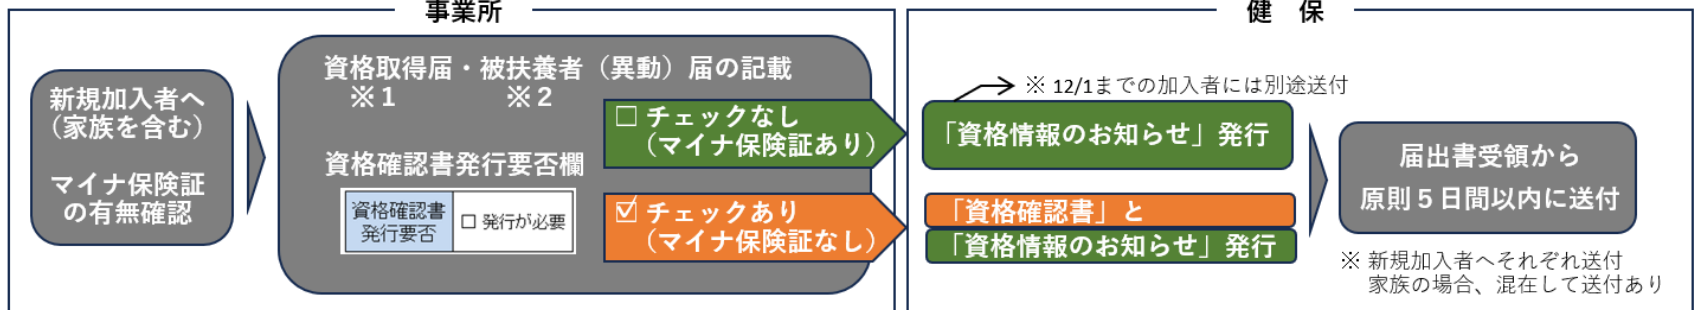 事業所
新規加入者へ
（家族を含む）
マイナ保険証
の有無確認
資格取得届・被扶養者（異動）届の記載
※１ ※２
資格確認書発行要否欄
資格確認書
発行要否
□ 発行が必要
□ チェックなし
（マイナ保険証あり）
☑ チェックあり
（マイナ保険証なし）
健 保
※ 12/1までの加入者には別途送付
「資格情報のお知らせ」発行
「資格確認書」と
「資格情報のお知らせ」発行
届出書受領から
原則５日間以内に送付
※ 新規加入者へそれぞれ送付
家族の場合、混在して送付あり